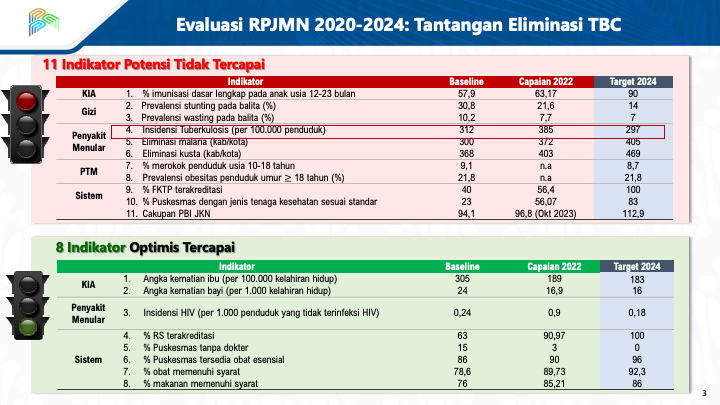 Evaluasi RPJMN 2020-2024: Tantangan Eliminasi TBC
11 Indikator Potensi Tidak Tercapai
Indikator Baseline Capaian 2022 Target 2024
KIA 1. % imunisasi dasar lengkap pada anak usia 12-23 bulan 57,9 63,17 90
Gizi 2. Prevalensi stunting pada balita (%) 30,8 21,6 14
3. Prevalensi wasting pada balita (%) 10,2 7,7 7
Penyakit Menular 4. Insidensi Tuberkulosis (per 100.000 penduduk) 312 385 297
5. Eliminasi malaria (kab/kota) 300 372 405
6. Eliminasi kusta (kab/kota) 368 403 469
PTM 7. % merokok penduduk usia 10-18 tahun 9,1 n.a 8,7
8. Prevalensi obesitas penduduk umur ≥ 18 tahun (%) 21,8 n.a 21,8
Sistem 9. % FKTP terakreditasi 40 56,4 100
10. % Puskesmas dengan jenis tenaga kesehatan sesuai standar 23 56,07 83
11. Cakupan PBI JKN 94,1 96,8 (Okt 2023) 112,9
8 Indikator Optimis Tercapai
Indikator Baseline Capaian 2022 Target 2024
KIA 1. Angka kematian ibu (per 100.000 kelahiran hidup) 305 189 183
2. Angka kematian bayi (per 1.000 kelahiran hidup) 24 16,9 16
Penyakit Menular 3. Insidensi HIV (per 1.000 penduduk yang tidak terinfeksi HIV) 0,24 0,9 0,18
Sistem 4. % RS terakreditasi 63 90,97 100
5. % Puskesmas tanpa dokter 15 3 0
6. % Puskesmas tersedia obat esensial 86 90 96
7. % obat memenuhi syarat 78,6 89,73 92,3
8. % makanan memenuhi syarat 76 85,21 86
3